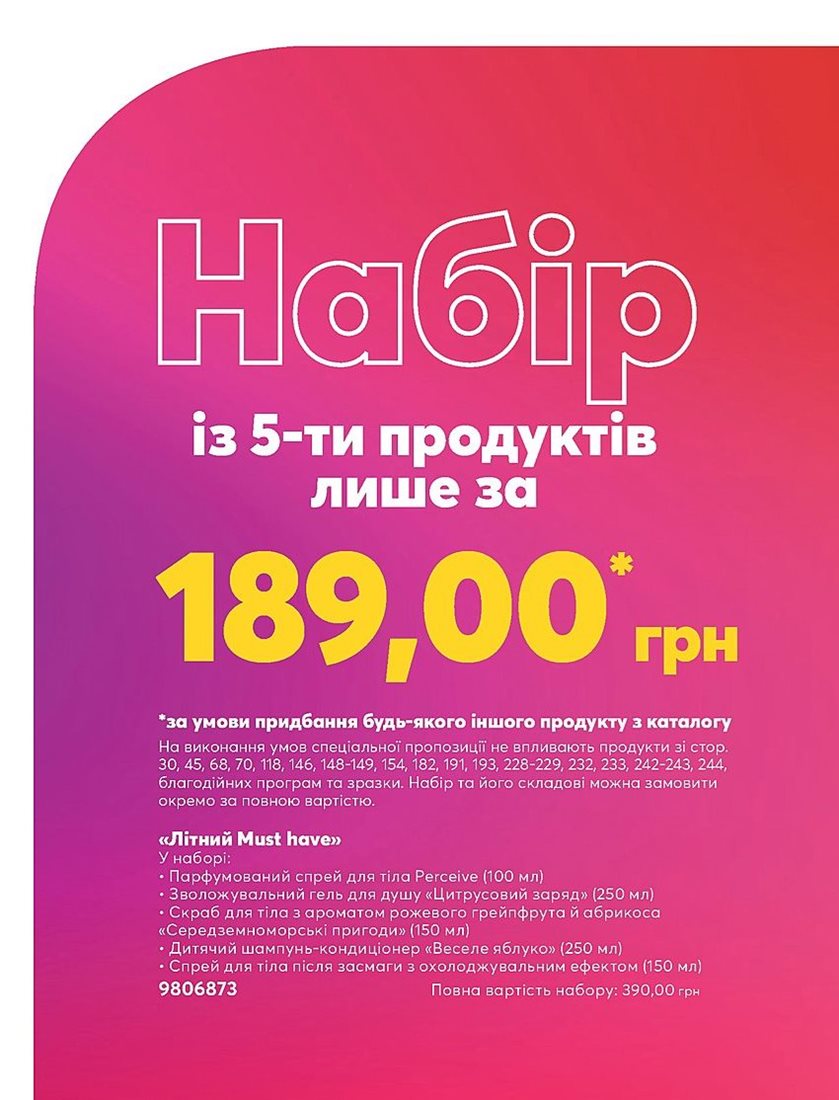 Набір
із 5-ти продуктів
лише за
189,00* грн
*за умови придбання будь-якого іншого продукту з каталогу
На виконання умов спеціальної пропозиції не впливають продукти зі стор.
30, 45, 68, 70, 118, 146, 148-149, 154, 182, 191, 193, 228-229, 232, 233, 242-243, 244,
благодійних програм та зразки. Набір та його складові можна замовити
окремо за повною вартістю.
«Літний Must have»
У наборі:
• Парфумований спрей для тіла Perceive (100 мл)
• Зволожувальний гель для душу «Цитрусовий заряд» (250 мл)
• Скраб для тіла з ароматом рожевого грейпфрута й абрикоса
«Середземноморські пригоди» (150 мл)
• Дитячий шампунь-кондиціонер «Веселе яблуко» (250 мл)
• Спрей для тіла після засмаги з охолоджувальним ефектом (150 мл)
9806873 Повна вартість набору: 390,00 грн